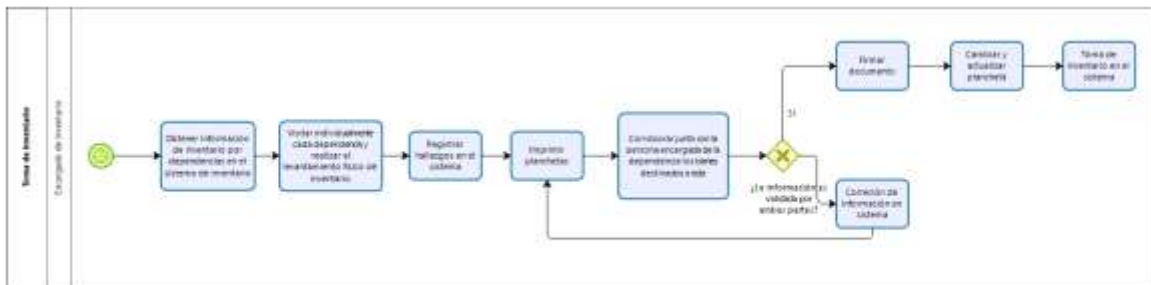 Toma de Inventario
Encargado de Inventario
Obtener información
de inventario por
dependencias en el
sistema de inventario
Visitar individualmente
cada dependencia y
realizar el
levantamiento físico de
inventario
Registrar
hallazgos en el
sistema
Imprimir
planchetas
Corroborar junto con la
persona encargada de la
dependencia los bienes
destinados a
¿La información es
validada por
ambas partes?
SI
Firmar
documento
Cambiar y
actualizar
plancheta
Toma de
inventario en el
sistema
Corrección de
información en
sistema